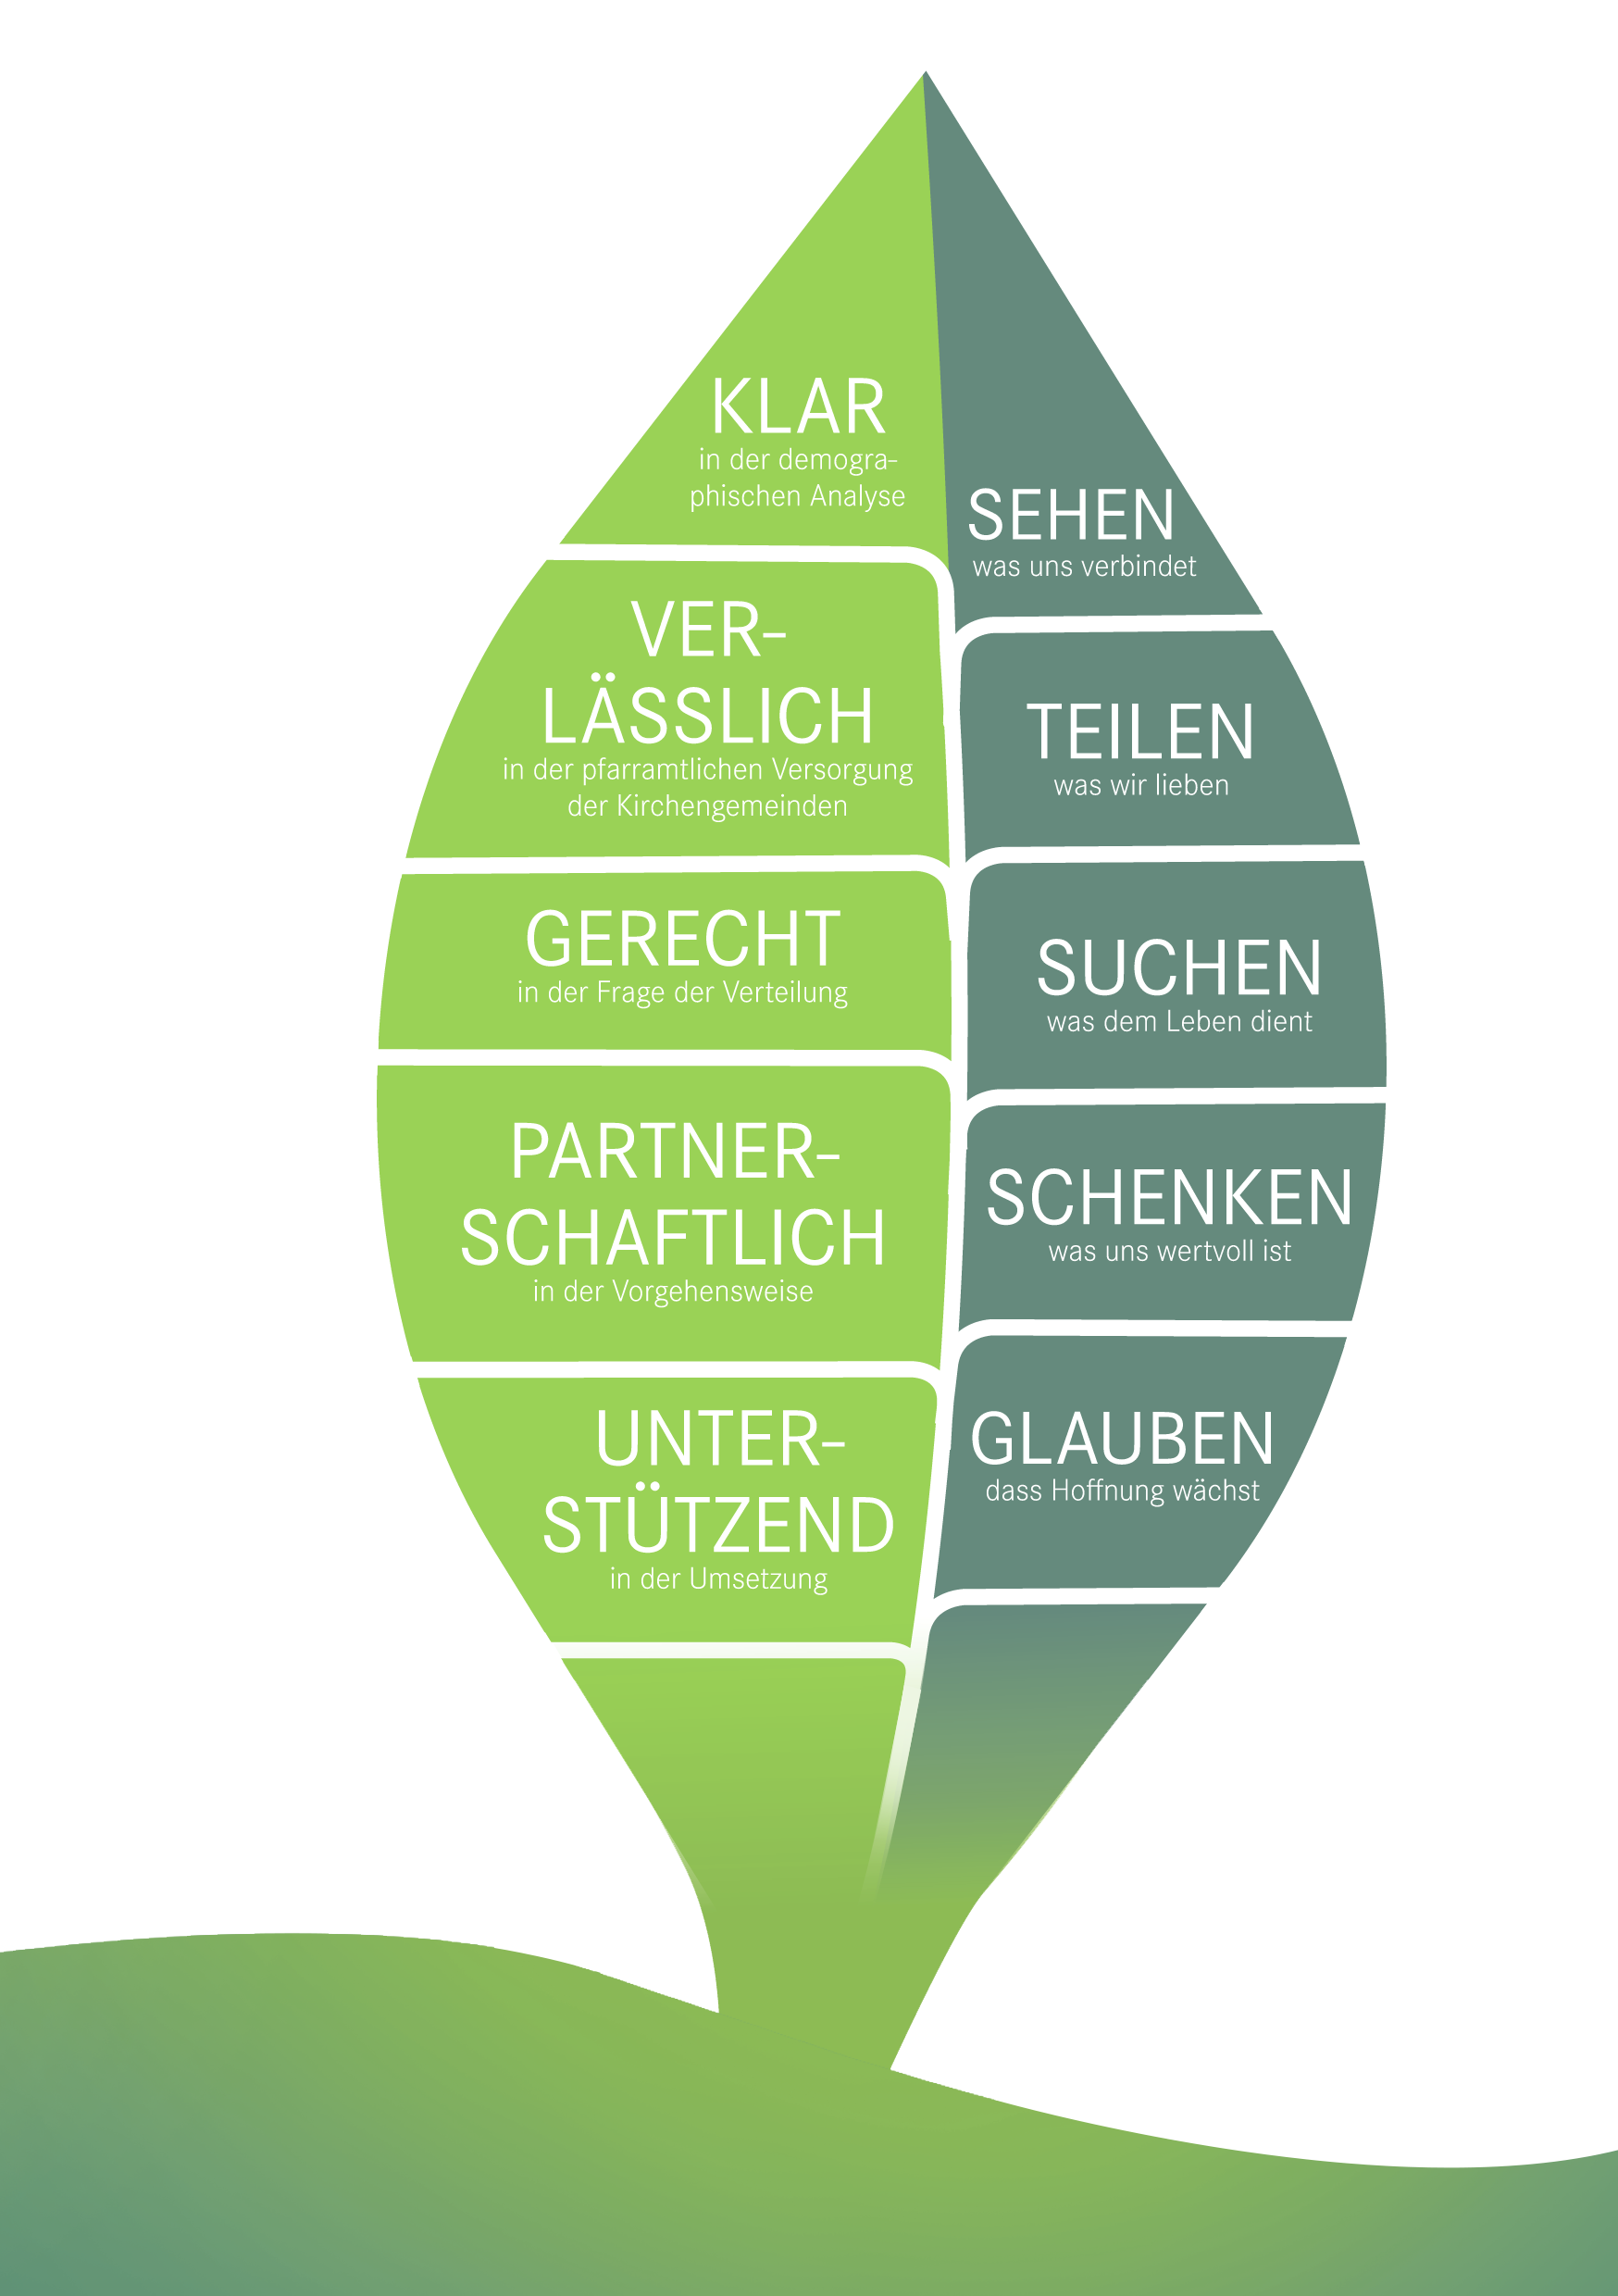 KLAR
in der demogra-
phischen Analyse
VER-
LÄSSLICH
in der pfarramtlichen Versorgung
der Kirchengemeinden
GERECHT
in der Frage der Verteilung
PARTNER-
SCHAFTLICH
in der Vorgehensweise
UNTER-
STÜTZEND
in der Umsetzung
SEHEN
was uns verbindet
TEILEN
was wir lieben
SUCHEN
was dem Leben dient
SCHENKEN
was uns wertvoll ist
GLAUBEN
dass Hoffnung wächst